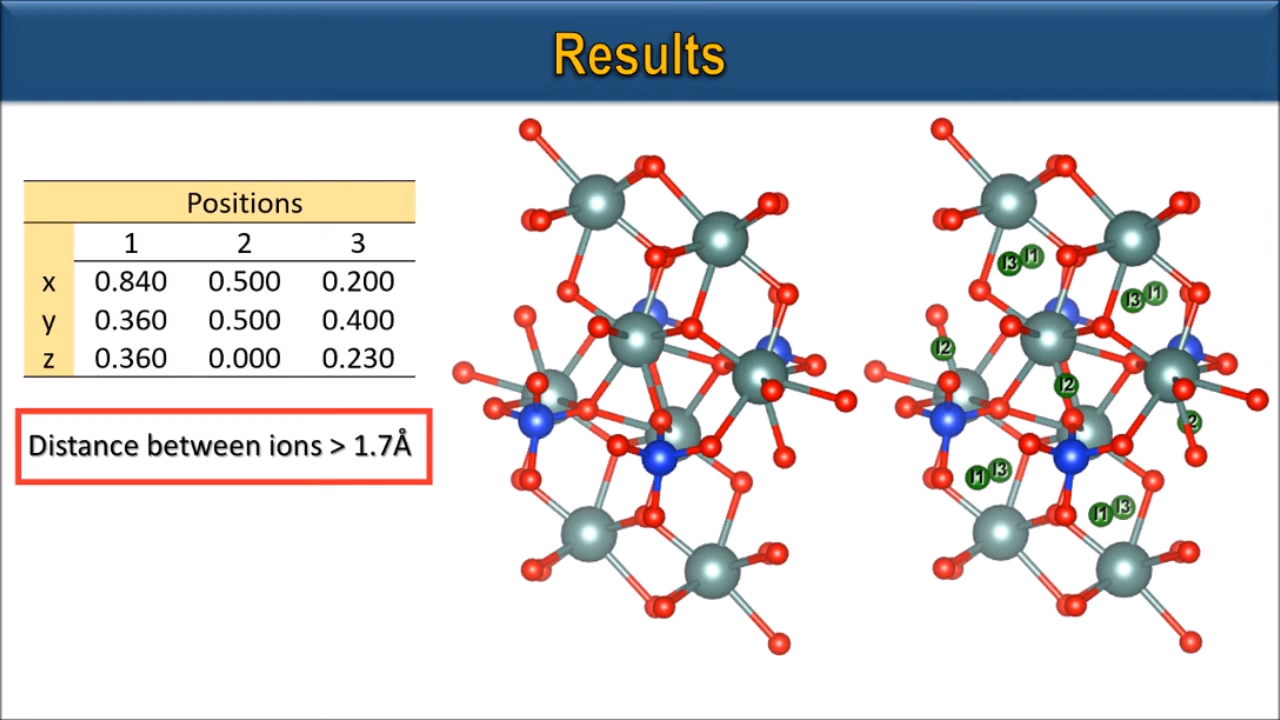 Results
Positions
1 2 3
x 0.840 0.500 0.200
y 0.360 0.500 0.400
z 0.360 0.000 0.230
Distance between ions > 1.7Å
I3 I1
I3 I1
I2
I2
2
I1 I3
I1 I3